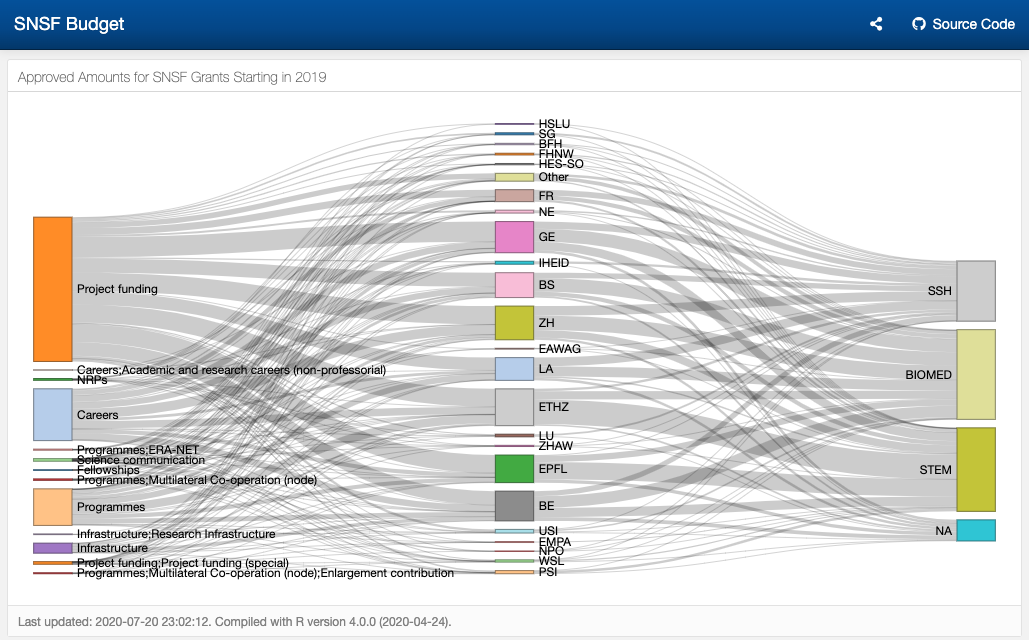 SNSF Budget
Source Code
Approved Amounts for SNSF Grants Starting in 2019
Project funding
Careers;Academic and research careers (non-professorial)
NRPs
Careers
Programmes;ERA-NET
Science communication
Fellowships
Programmes;Multilateral Co-operation (node)
Programmes
Infrastructure;Research Infrastructure
Infrastructure
Project funding;Project funding (special)
Programmes;Multilateral Co-operation (node);Enlargement contribution
HSLU
SG
BFH
FHNW
HES-SO
Other
FR
NE
GE
IHEID
BS
ZH
EAWAG
LA
ETHZ
LU
ZHAW
EPFL
BE
USI
EMPA
NPO
WSL
PSI
SSH
BIOMED
STEM
NA
Last updated: 2020-07-20 23:02:12. Compiled with R version 4.0.0 (2020-04-24).